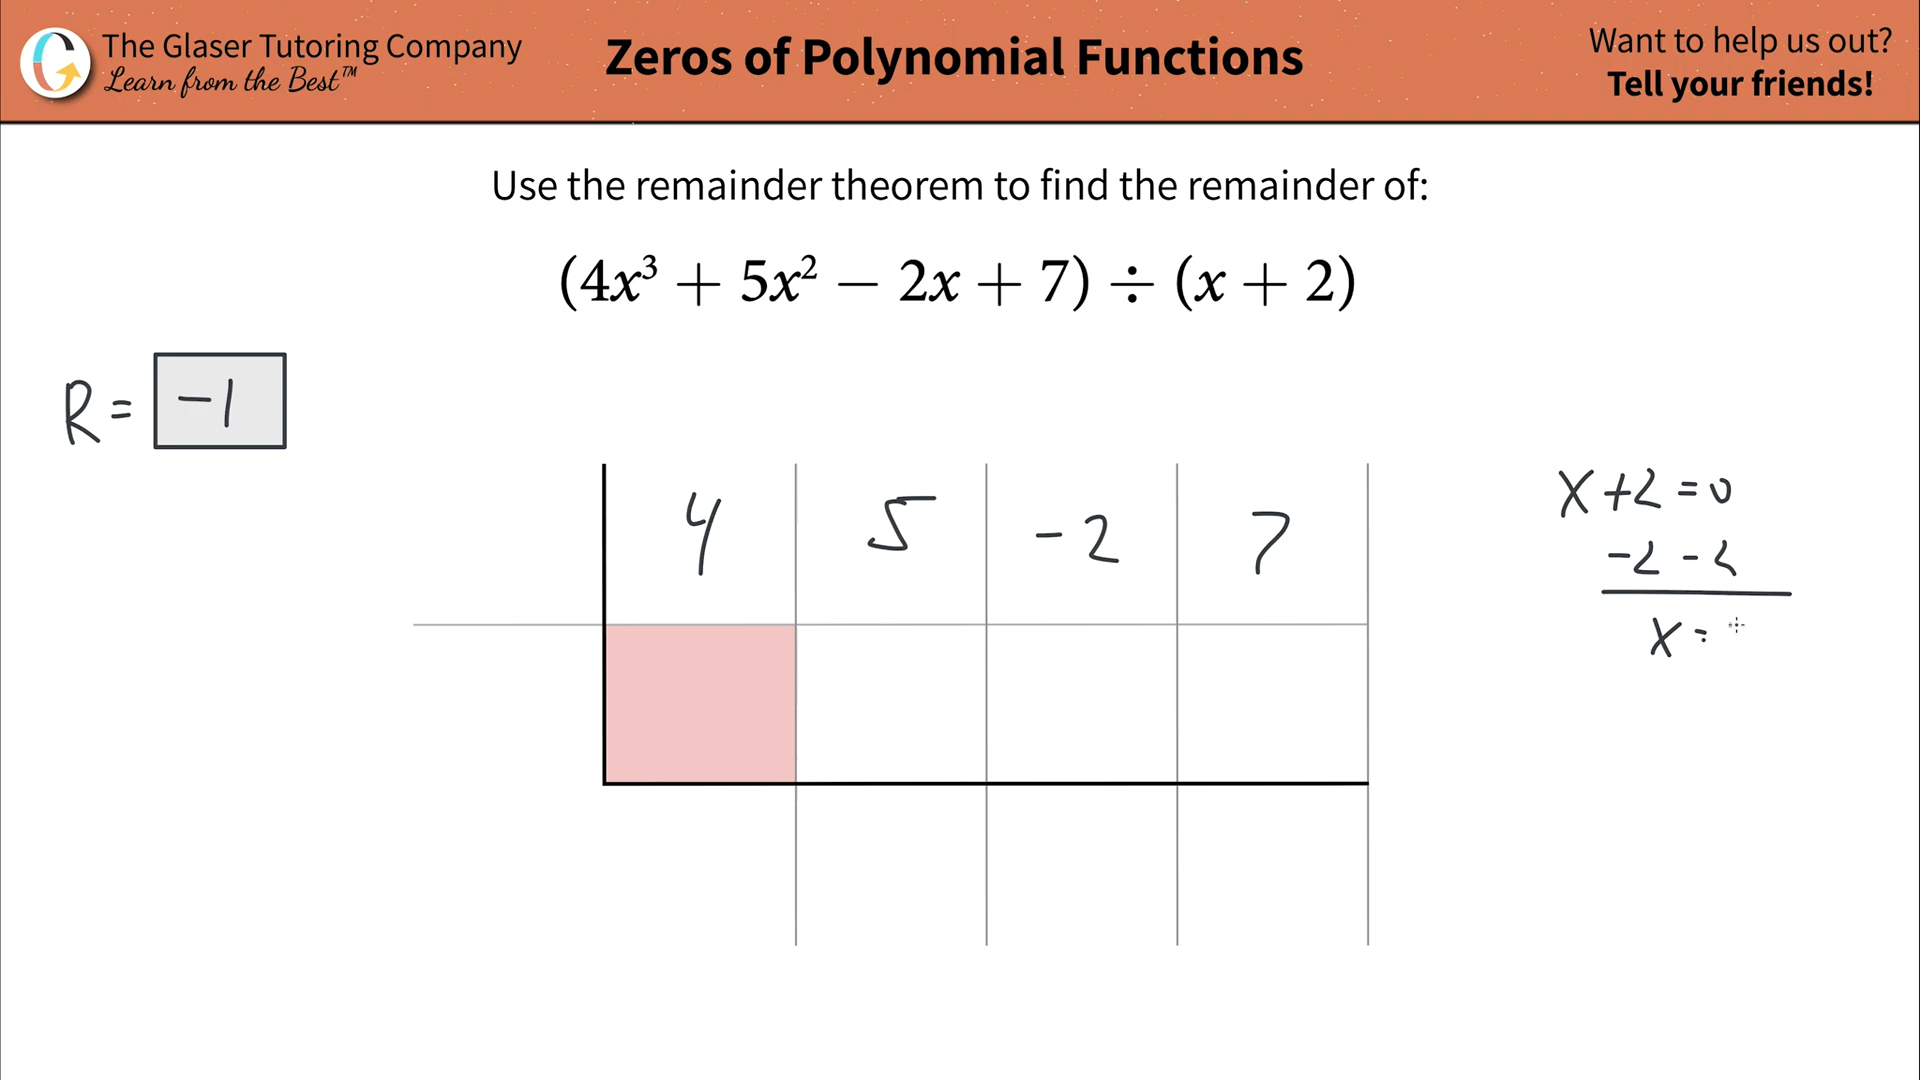 The Glaser Tutoring Company
Learn from the Best™
Zeros of Polynomial Functions
Want to help us out?
Tell your friends!
Use the remainder theorem to find the remainder of:
(4x³ + 5x² − 2x + 7) ÷ (x + 2)
R = -1
4 5 -2 7
x+2=0
-2 -2
x=